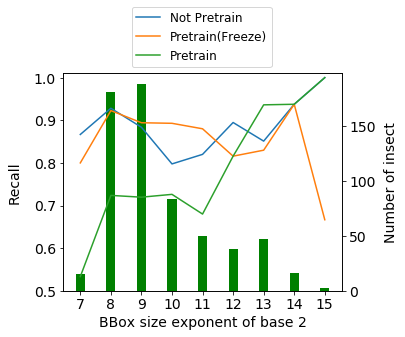 Not Pretrain
Pretrain(Freeze)
Pretrain
1.0
0.9
0.8
0.7
0.6
0.5
Recall
150
100
50
0
Number of insect
7 8 9 10 11 12 13 14 15
BBox size exponent of base 2